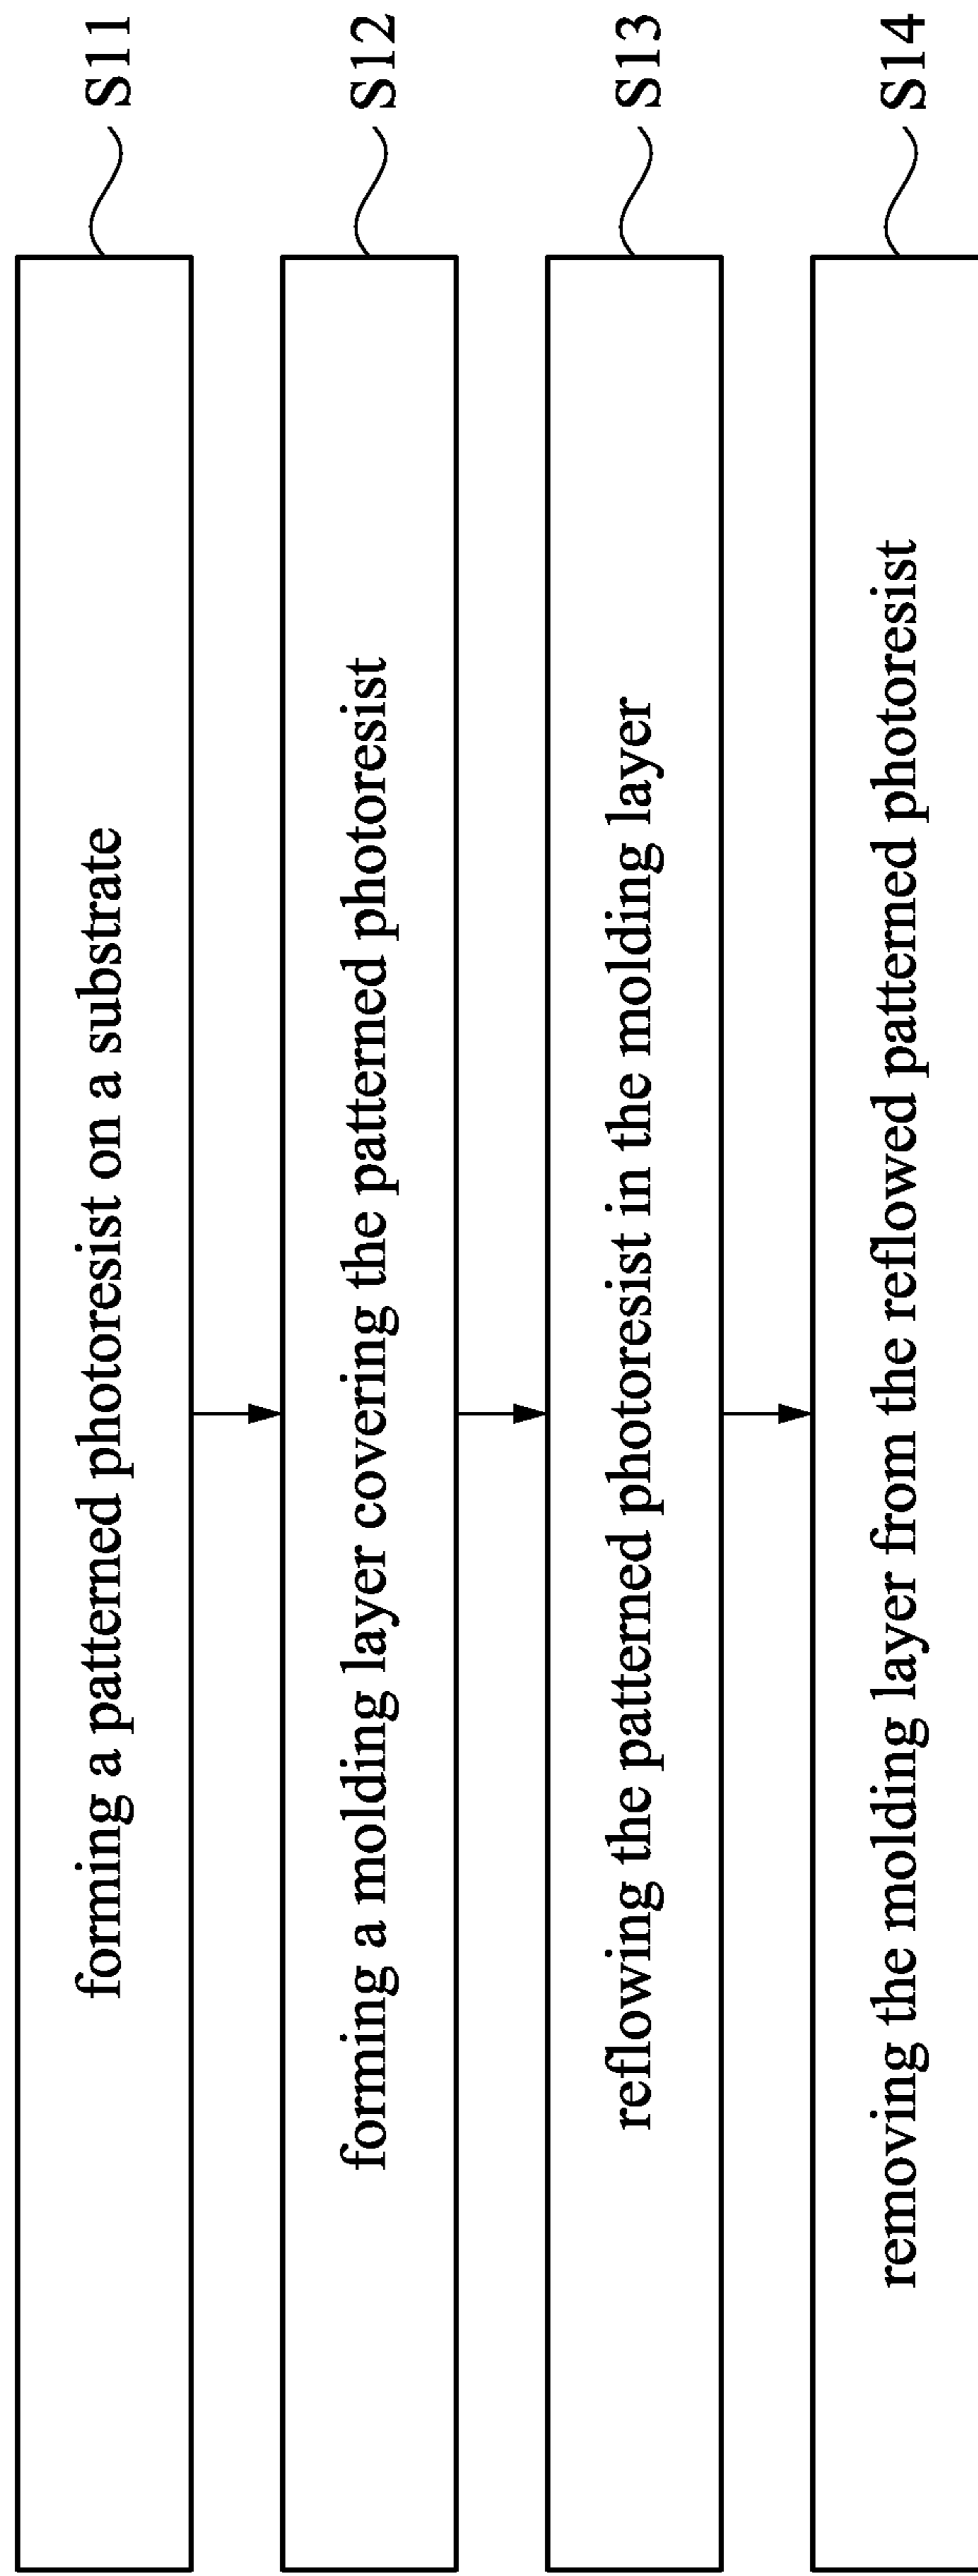 forming a patterned photoresist on a substrate
S11
forming a molding layer covering the patterned photoresist
S12
reflowing the patterned photoresist in the molding layer
S13
removing the molding layer from the reflowed patterned photoresist
S14